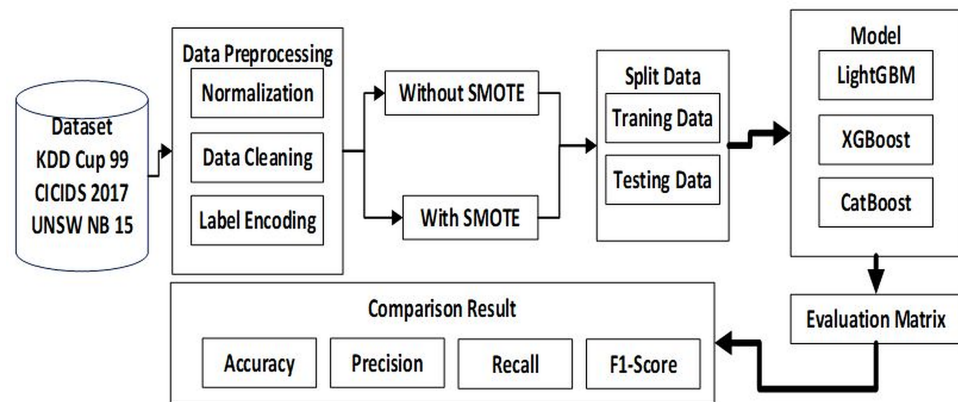 Dataset
KDD Cup 99
CICIDS 2017
UNSW NB 15
Data Preprocessing
Normalization
Data Cleaning
Label Encoding
Without SMOTE
With SMOTE
Split Data
Traning Data
Testing Data
Model
LightGBM
XGBoost
CatBoost
Evaluation Matrix
Comparison Result
Accuracy
Precision
Recall
F1-Score